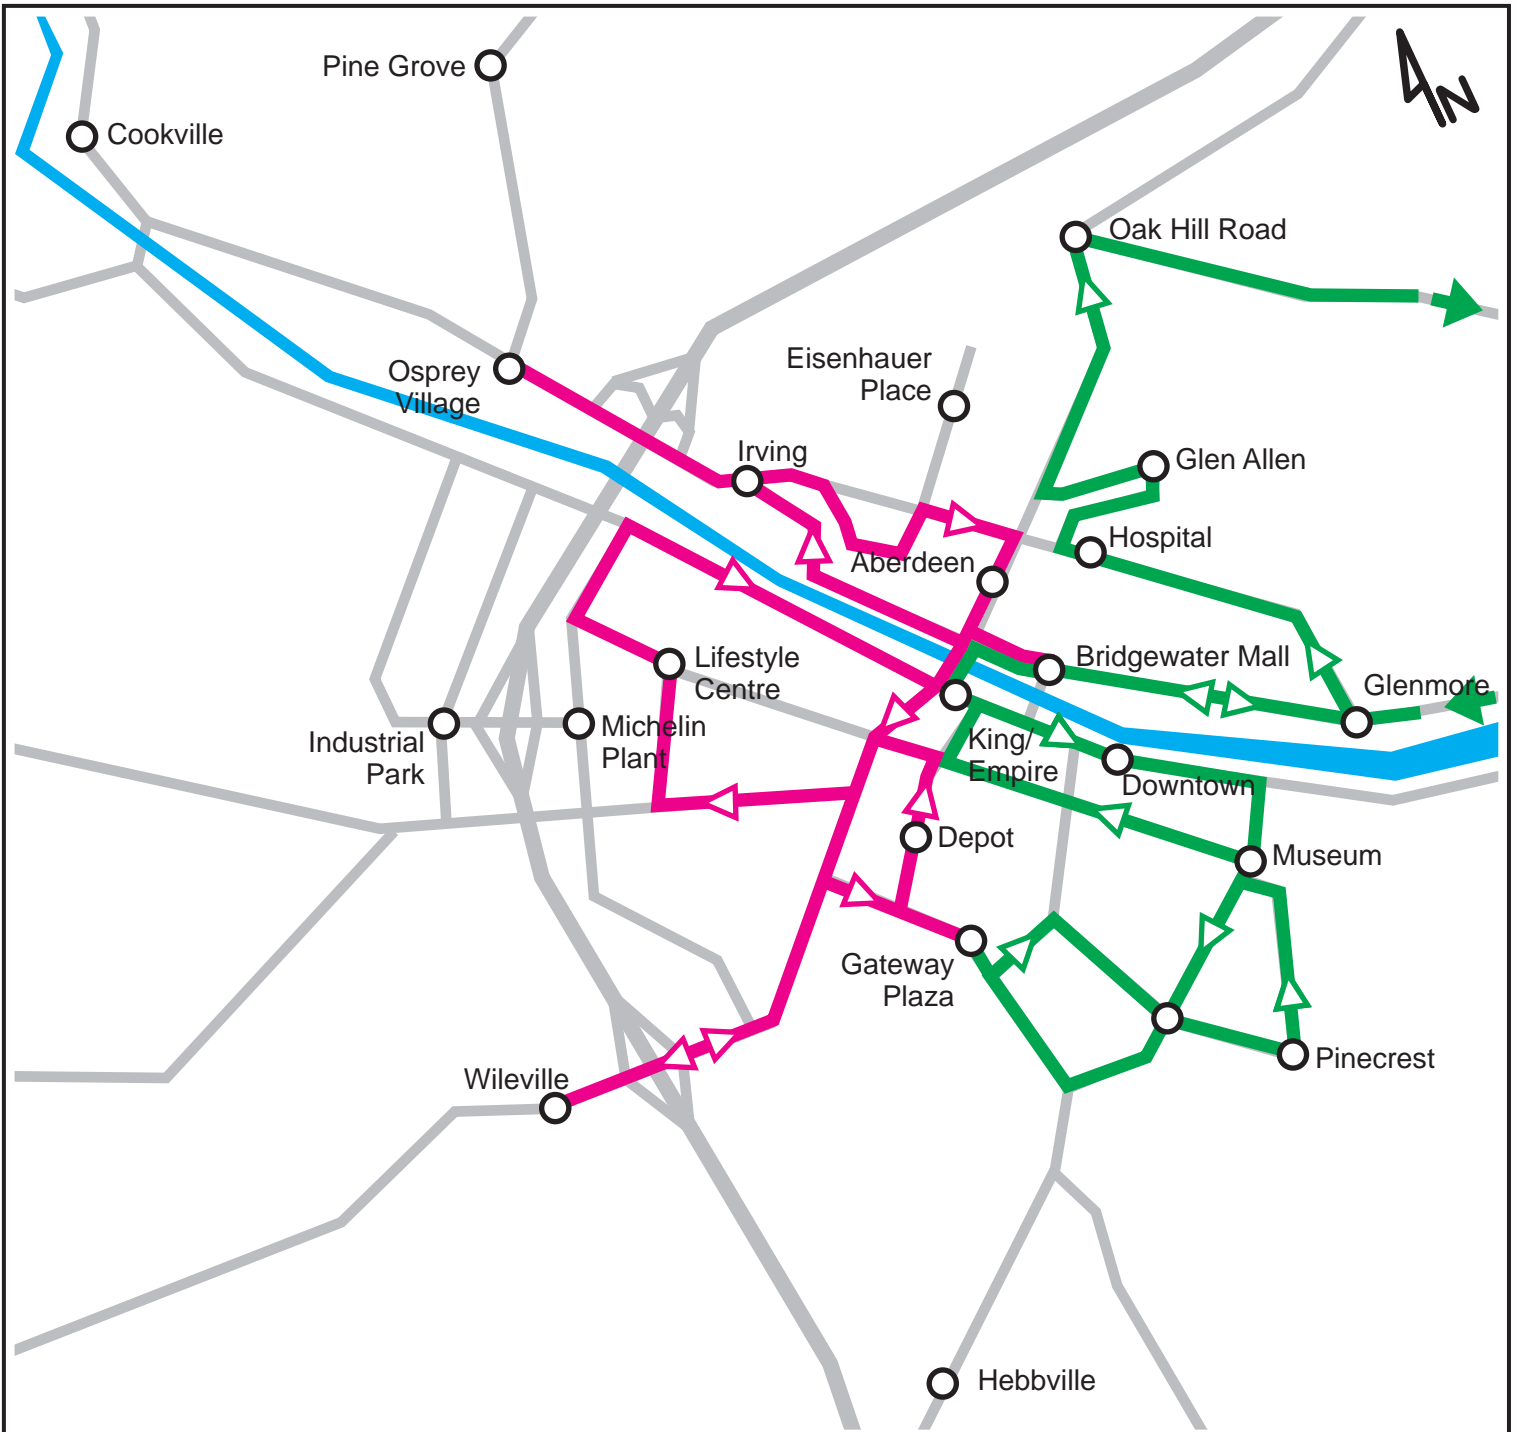 Pine Grove
Cookville
N
Oak Hill Road
Osprey
Village
Eisenhauer
Place
Irving
Glen Allen
Hospital
Aberdeen
Lifestyle
Centre
Bridgewater Mall
Glenmore
Industrial
Park
Michelin
Plant
King/
Empire
Downtown
Depot
Museum
Gateway
Plaza
Pinecrest
Wileville
Hebbville